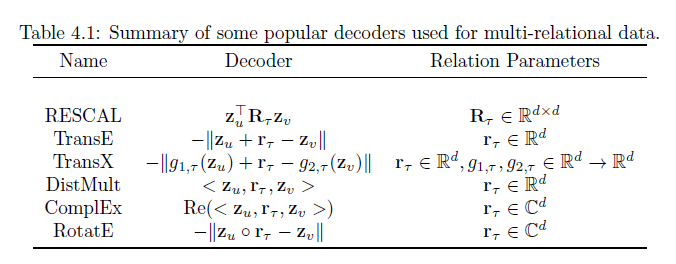 Table 4.1: Summary of some popular decoders used for multi-relational data.
Name Decoder Relation Parameters
RESCAL z_u^⊤ R_τ z_v R_τ ∈ ℝ^{d×d}
TransE −‖z_u + r_τ − z_v‖ r_τ ∈ ℝ^d
TransX −‖g_{1,τ}(z_u) + r_τ − g_{2,τ}(z_v)‖ r_τ ∈ ℝ^d, g_{1,τ}, g_{2,τ} ∈ ℝ^d → ℝ^d
DistMult < z_u, r_τ, z_v > r_τ ∈ ℝ^d
ComplEx Re(< z_u, r_τ, z_v >) r_τ ∈ ℂ^d
RotatE −‖z_u ∘ r_τ − z_v‖ r_τ ∈ ℂ^d